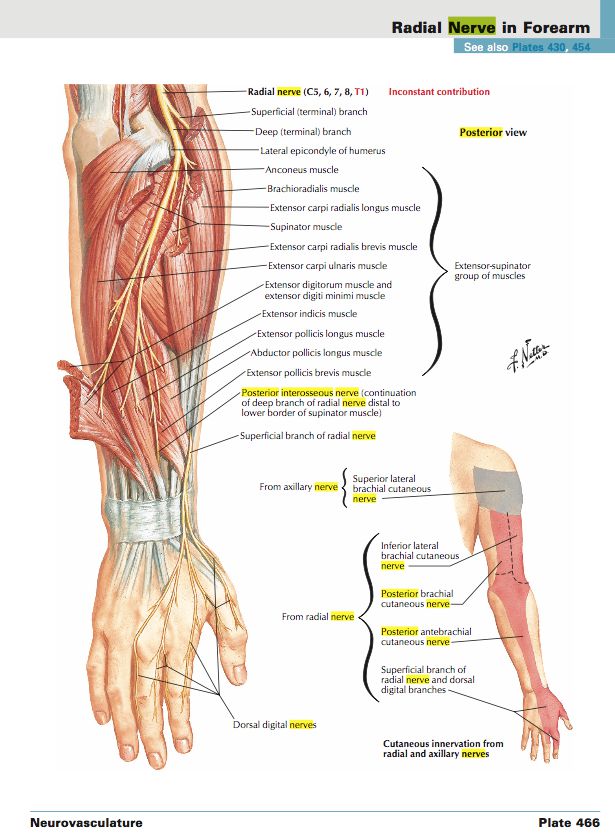 Radial Nerve in Forearm
See also Plates 430, 454
Radial nerve (C5, 6, 7, 8, T1) Inconstant contribution
Superficial (terminal) branch
Deep (terminal) branch
Posterior view
Lateral epicondyle of humerus
Anconeus muscle
Brachioradialis muscle
Extensor carpi radialis longus muscle
Supinator muscle
Extensor carpi radialis brevis muscle
Extensor carpi ulnaris muscle
Extensor digitorum muscle and
extensor digiti minimi muscle
Extensor indicis muscle
Extensor pollicis longus muscle
Abductor pollicis longus muscle
Extensor pollicis brevis muscle
Extensor-supinator
group of muscles
Posterior interosseous nerve (continuation
of deep branch of radial nerve distal to
lower border of supinator muscle)
Superficial branch of radial nerve
F. Netter
M.D.
From axillary nerve
Superior lateral
brachial cutaneous
nerve
Inferior lateral
brachial cutaneous
nerve
Posterior brachial
cutaneous nerve
From radial nerve
Posterior antebrachial
cutaneous nerve
Superficial branch of
radial nerve and dorsal
digital branches
Dorsal digital nerves
Cutaneous innervation from
radial and axillary nerves
Neurovasculature
Plate 466